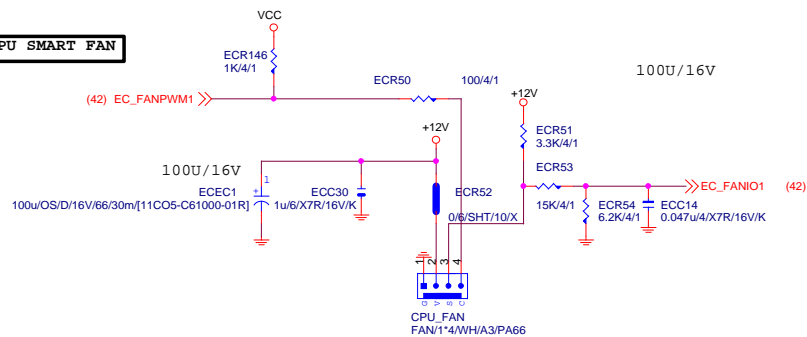 VCC
PU SMART FAN
ECR146
1K/4/1
ECR50
100/4/1
100U/16V
(42) EC_FANPWM1
+12V
+12V
ECR51
3.3K/4/1
100U/16V
ECR53
ECEC1
1
ECC30
ECR52
EC_FANIO1 (42)
100u/OS/D/16V/66/30m/[11CO5-C61000-01R]
1u/6/X7R/16V/K
15K/4/1
ECR54
6.2K/4/1
ECC14
0.047u/4/X7R/16V/K
0/6/SHT/10/X
1 2 3 4
G V S C
CPU_FAN
FAN/1*4/WH/A3/PA66